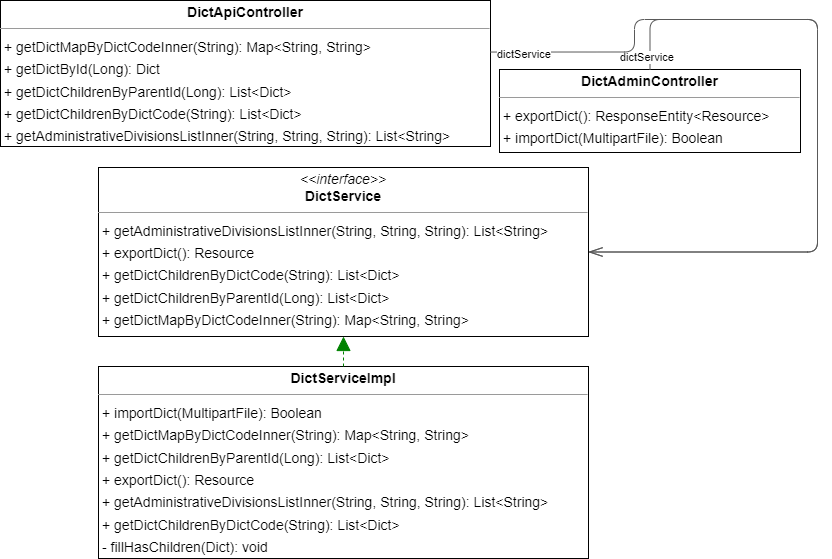 DictApiController
+ getDictMapByDictCodeInner(String): Map<String, String>
+ getDictById(Long): Dict
+ getDictChildrenByParentId(Long): List<Dict>
+ getDictChildrenByDictCode(String): List<Dict>
+ getAdministrativeDivisionsListInner(String, String, String): List<String>
dictService
dictService
DictAdminController
+ exportDict(): ResponseEntity<Resource>
+ importDict(MultipartFile): Boolean
<<interface>>
DictService
+ getAdministrativeDivisionsListInner(String, String, String): List<String>
+ exportDict(): Resource
+ getDictChildrenByDictCode(String): List<Dict>
+ getDictChildrenByParentId(Long): List<Dict>
+ getDictMapByDictCodeInner(String): Map<String, String>
DictServiceImpl
+ importDict(MultipartFile): Boolean
+ getDictMapByDictCodeInner(String): Map<String, String>
+ getDictChildrenByParentId(Long): List<Dict>
+ exportDict(): Resource
+ getAdministrativeDivisionsListInner(String, String, String): List<String>
+ getDictChildrenByDictCode(String): List<Dict>
- fillHasChildren(Dict): void